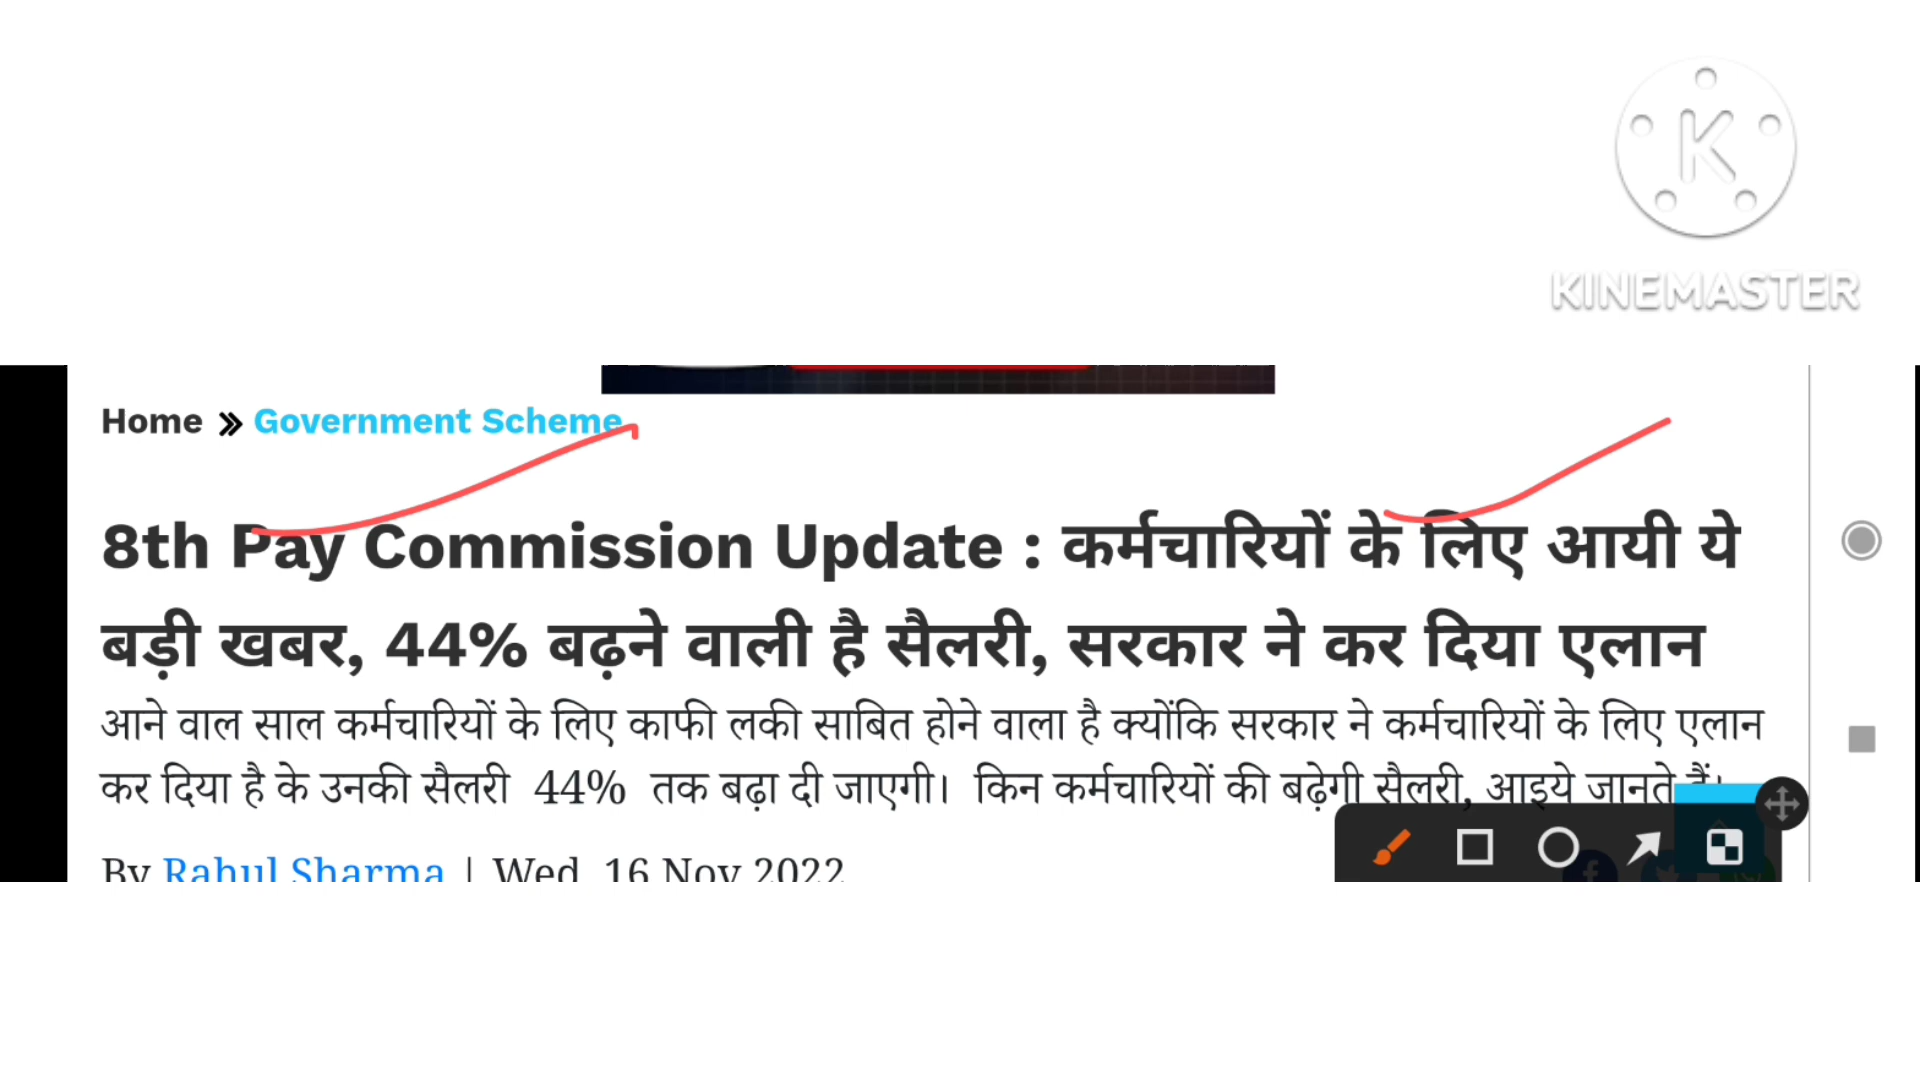 K
KINEMASTER
Home » Government Scheme
8th Pay Commission Update : कर्मचारियों के लिए आयी ये
बड़ी खबर, 44% बढ़ने वाली है सैलरी, सरकार ने कर दिया एलान
आने वाल साल कर्मचारियों के लिए काफी लकी साबित होने वाला है क्योंकि सरकार ने कर्मचारियों के लिए एलान
कर दिया है के उनकी सैलरी 44% तक बढ़ा दी जाएगी। किन कर्मचारियों की बढ़ेगी सैलरी, आइये जानते हैं।
By Rahul Sharma | Wed, 16 Nov 2022